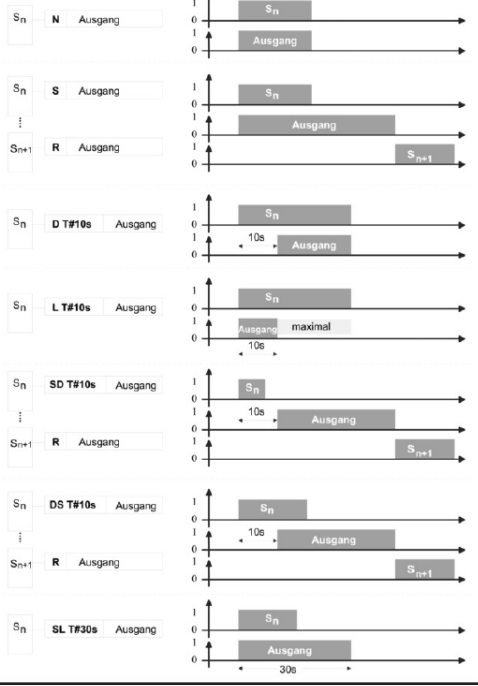 Sn N Ausgang 1 Sn
0
1 Ausgang
0
Sn S Ausgang 1 Sn
0
1 Ausgang
0
Sn+1 R Ausgang 1 Sn+1
0
Sn D T#10s Ausgang 1 Sn
0
1 10s Ausgang
0
Sn L T#10s Ausgang 1 Sn
0
1 Ausgang maximal
0
10s
Sn SD T#10s Ausgang 1 Sn
0
1 10s Ausgang
0
Sn+1 R Ausgang 1 Sn+1
0
Sn DS T#10s Ausgang 1 Sn
0
1 10s Ausgang
0
Sn+1 R Ausgang 1 Sn+1
0
Sn SL T#30s Ausgang 1 Sn
0
1 Ausgang
0
30s